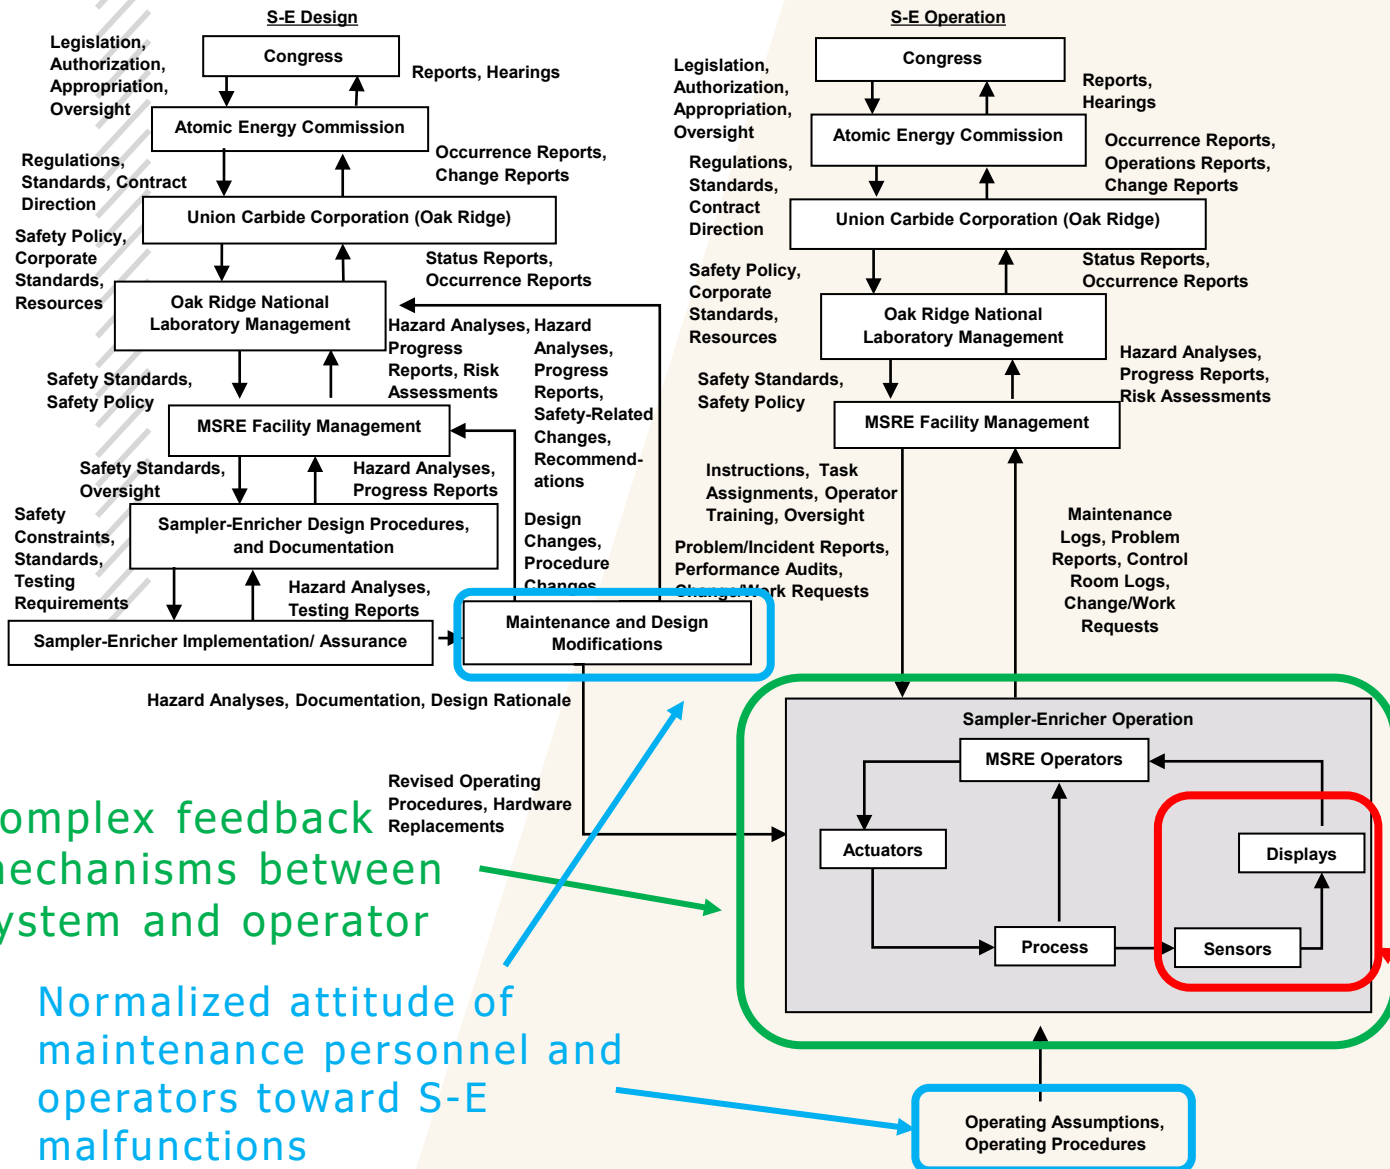 S-E Design
Congress
Legislation,
Authorization,
Appropriation,
Oversight
Reports, Hearings
Atomic Energy Commission
Regulations,
Standards, Contract
Direction
Occurrence Reports,
Change Reports
Union Carbide Corporation (Oak Ridge)
Safety Policy,
Corporate
Standards,
Resources
Status Reports,
Occurrence Reports
Oak Ridge National
Laboratory Management
Hazard Analyses,
Progress
Reports, Risk
Assessments
Hazard
Analyses,
Progress
Reports,
Safety-Related
Changes,
Recommend-
ations
Safety Standards,
Safety Policy
MSRE Facility Management
Safety Standards,
Oversight
Hazard Analyses,
Progress Reports
Sampler-Enricher Design Procedures,
and Documentation
Safety
Constraints,
Standards,
Testing
Requirements
Hazard Analyses,
Testing Reports
Design
Changes,
Procedure
Changes
Sampler-Enricher Implementation/ Assurance
Maintenance and Design
Modifications
Hazard Analyses, Documentation, Design Rationale
Revised Operating
Procedures, Hardware
Replacements
S-E Operation
Congress
Legislation,
Authorization,
Appropriation,
Oversight
Reports,
Hearings
Atomic Energy Commission
Regulations,
Standards,
Contract
Direction
Occurrence Reports,
Operations Reports,
Change Reports
Union Carbide Corporation (Oak Ridge)
Safety Policy,
Corporate
Standards,
Resources
Status Reports,
Occurrence Reports
Oak Ridge National
Laboratory Management
Safety Standards,
Safety Policy
Hazard Analyses,
Progress Reports,
Risk Assessments
MSRE Facility Management
Instructions, Task
Assignments, Operator
Training, Oversight
Problem/Incident Reports,
Performance Audits,
Change/Work Requests
Maintenance
Logs, Problem
Reports, Control
Room Logs,
Change/Work
Requests
Sampler-Enricher Operation
MSRE Operators
Actuators
Displays
Process
Sensors
Operating Assumptions,
Operating Procedures
omplex feedback
mechanisms between
ystem and operator
Normalized attitude of
maintenance personnel and
operators toward S-E
malfunctions